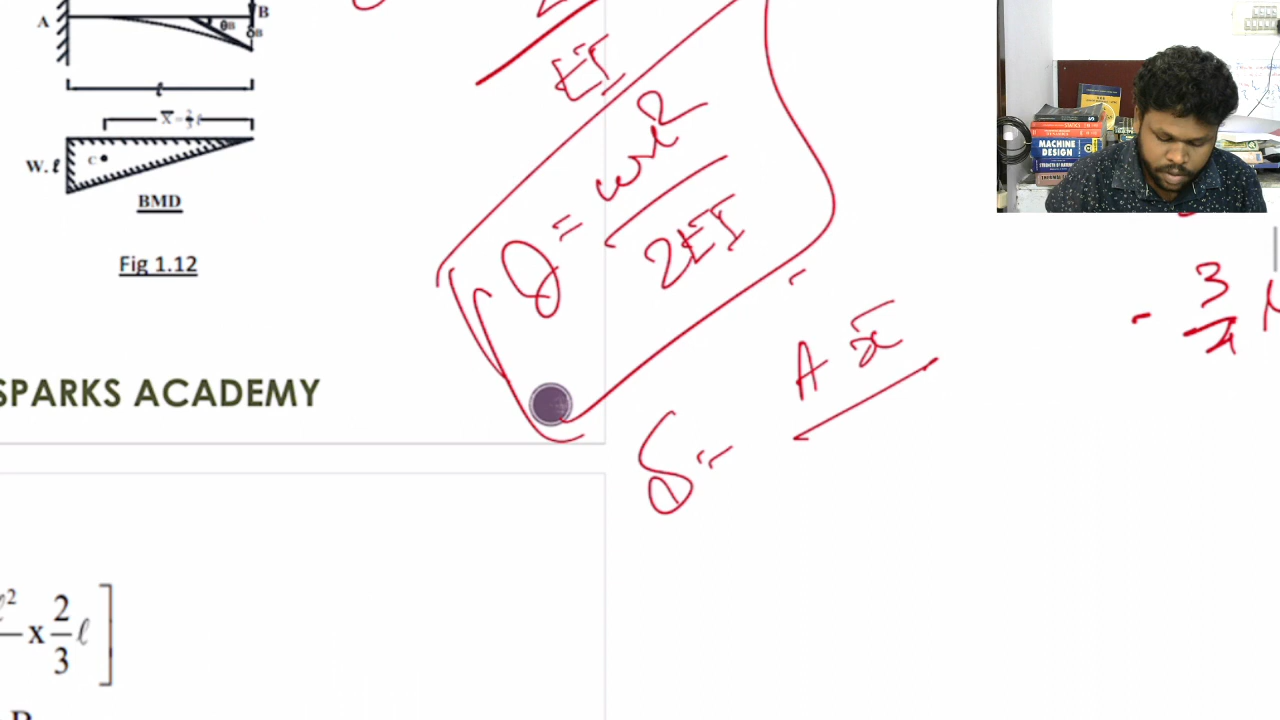 A B
θB
δB
ℓ
X̄ = 2/3 ℓ
W. ℓ
C
BMD
Fig 1.12
SPARKS ACADEMY
EI
θ = wl²/2EI
δ = A x̄
- 3/4
ℓ² x 2/3 ℓ ]
MACHINE
DESIGN